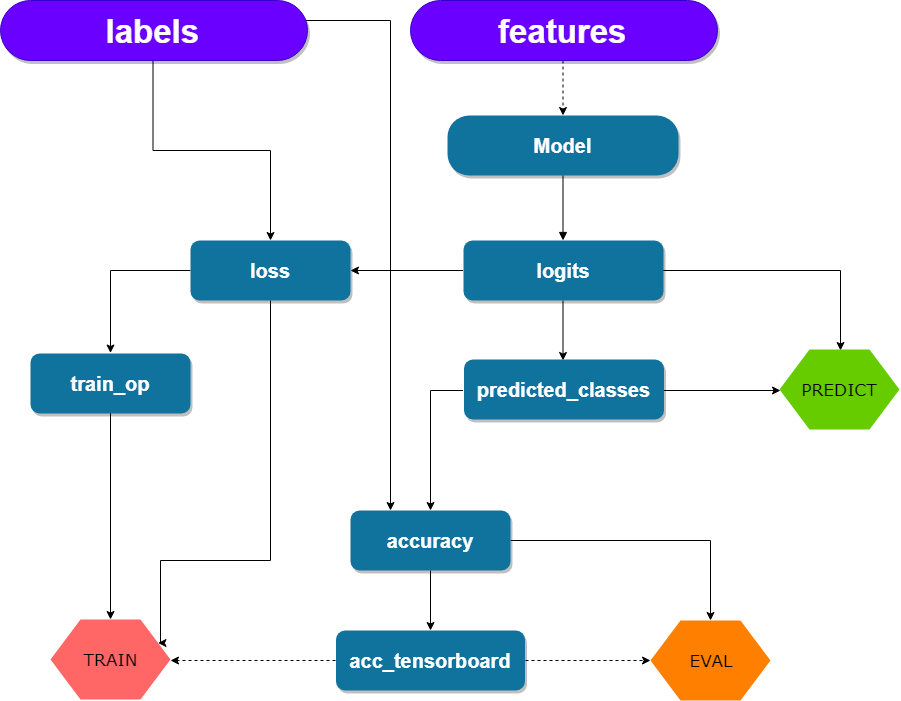 labels
features
Model
loss
logits
train_op
predicted_classes
PREDICT
accuracy
TRAIN
acc_tensorboard
EVAL